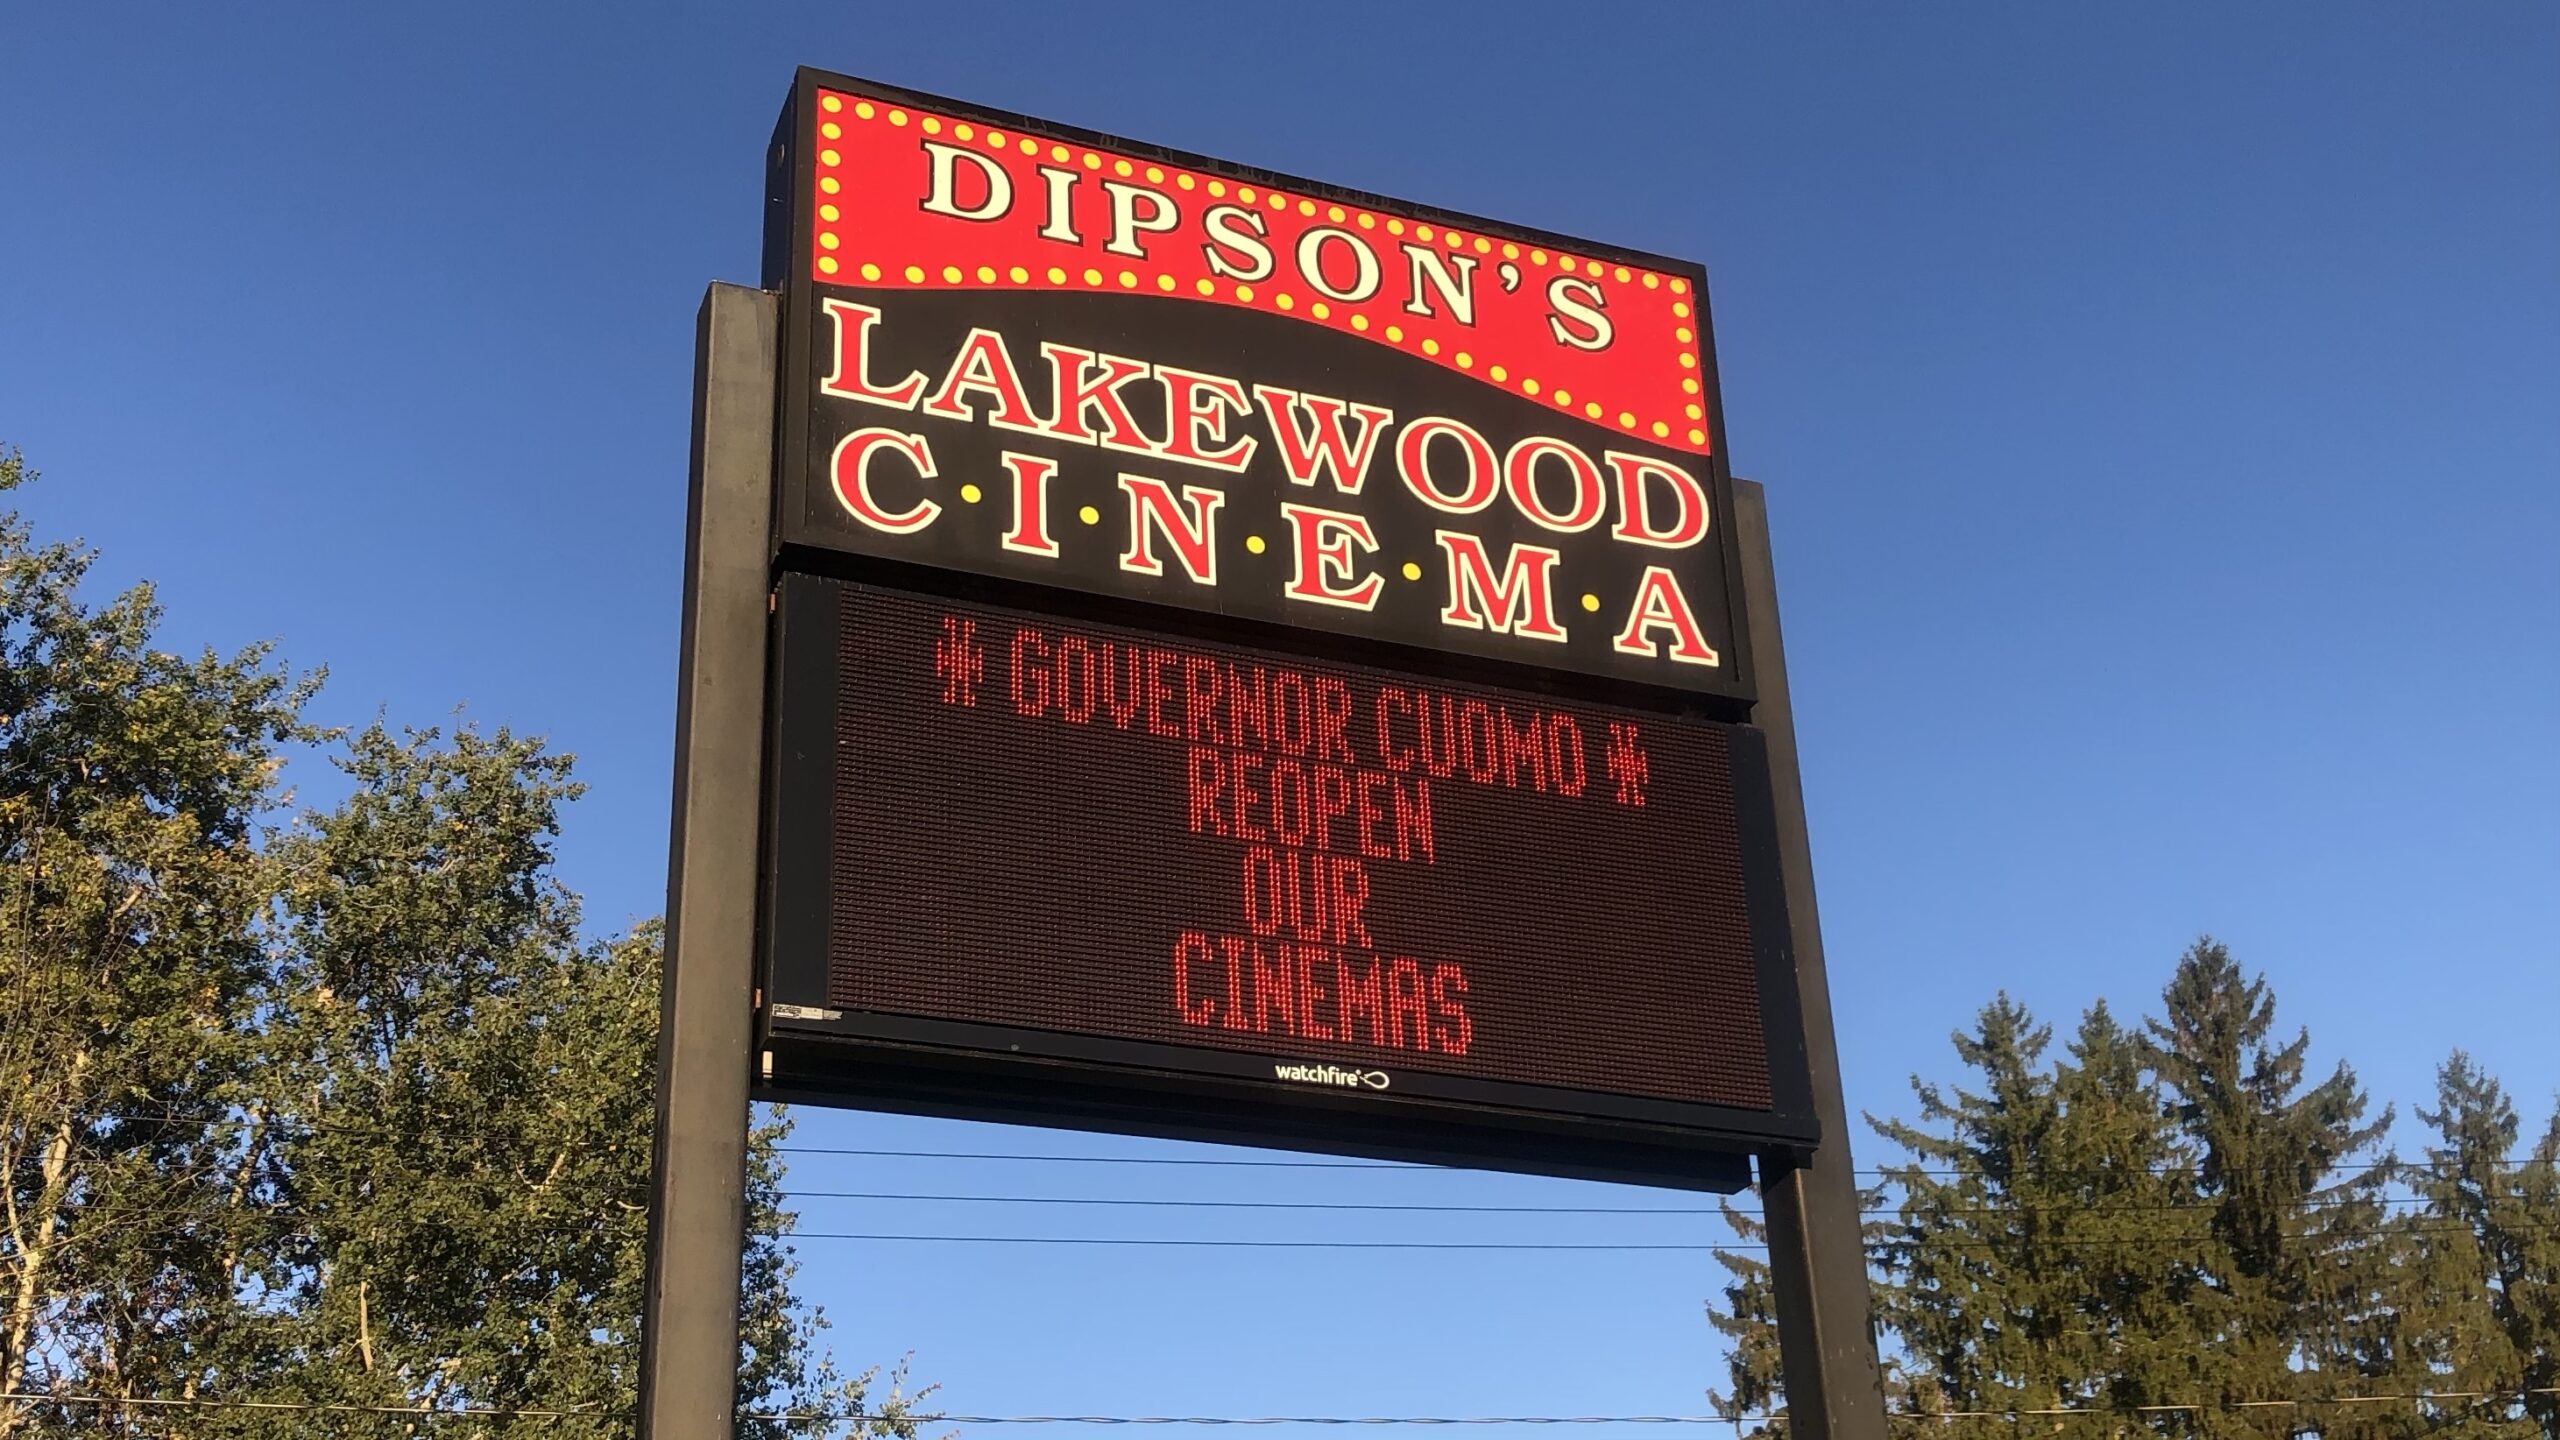 DIPSON'S
LAKEWOOD
C·I·N·E·M·A
* GOVERNOR CUOMO *
REOPEN
OUR
CINEMAS
watchfire